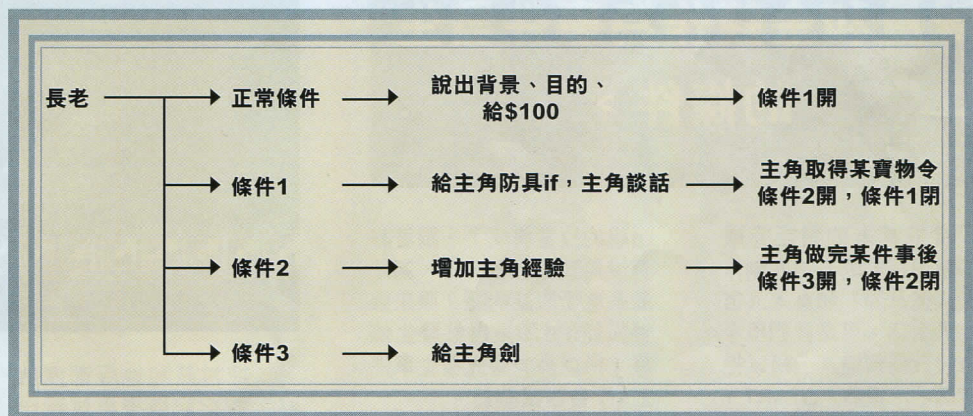 長老
正常條件
說出背景、目的、
給$100
條件1開
條件1
給主角防具if，主角談話
主角取得某寶物令
條件2開，條件1閉
條件2
增加主角經驗
主角做完某件事後
條件3開，條件2閉
條件3
給主角劍